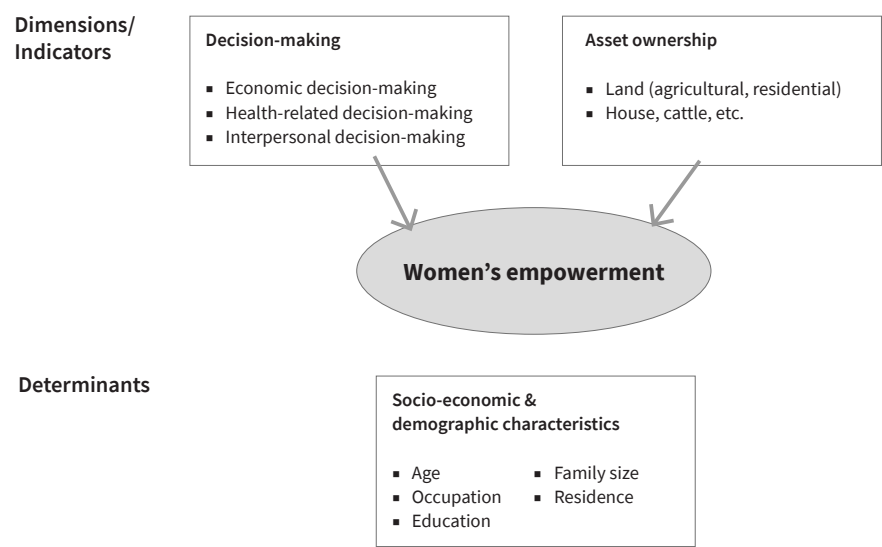 Dimensions/
Indicators
Decision-making
▪ Economic decision-making
▪ Health-related decision-making
▪ Interpersonal decision-making
Asset ownership
▪ Land (agricultural, residential)
▪ House, cattle, etc.
Women’s empowerment
Determinants
Socio-economic &
demographic characteristics
▪ Age
▪ Occupation
▪ Education
▪ Family size
▪ Residence